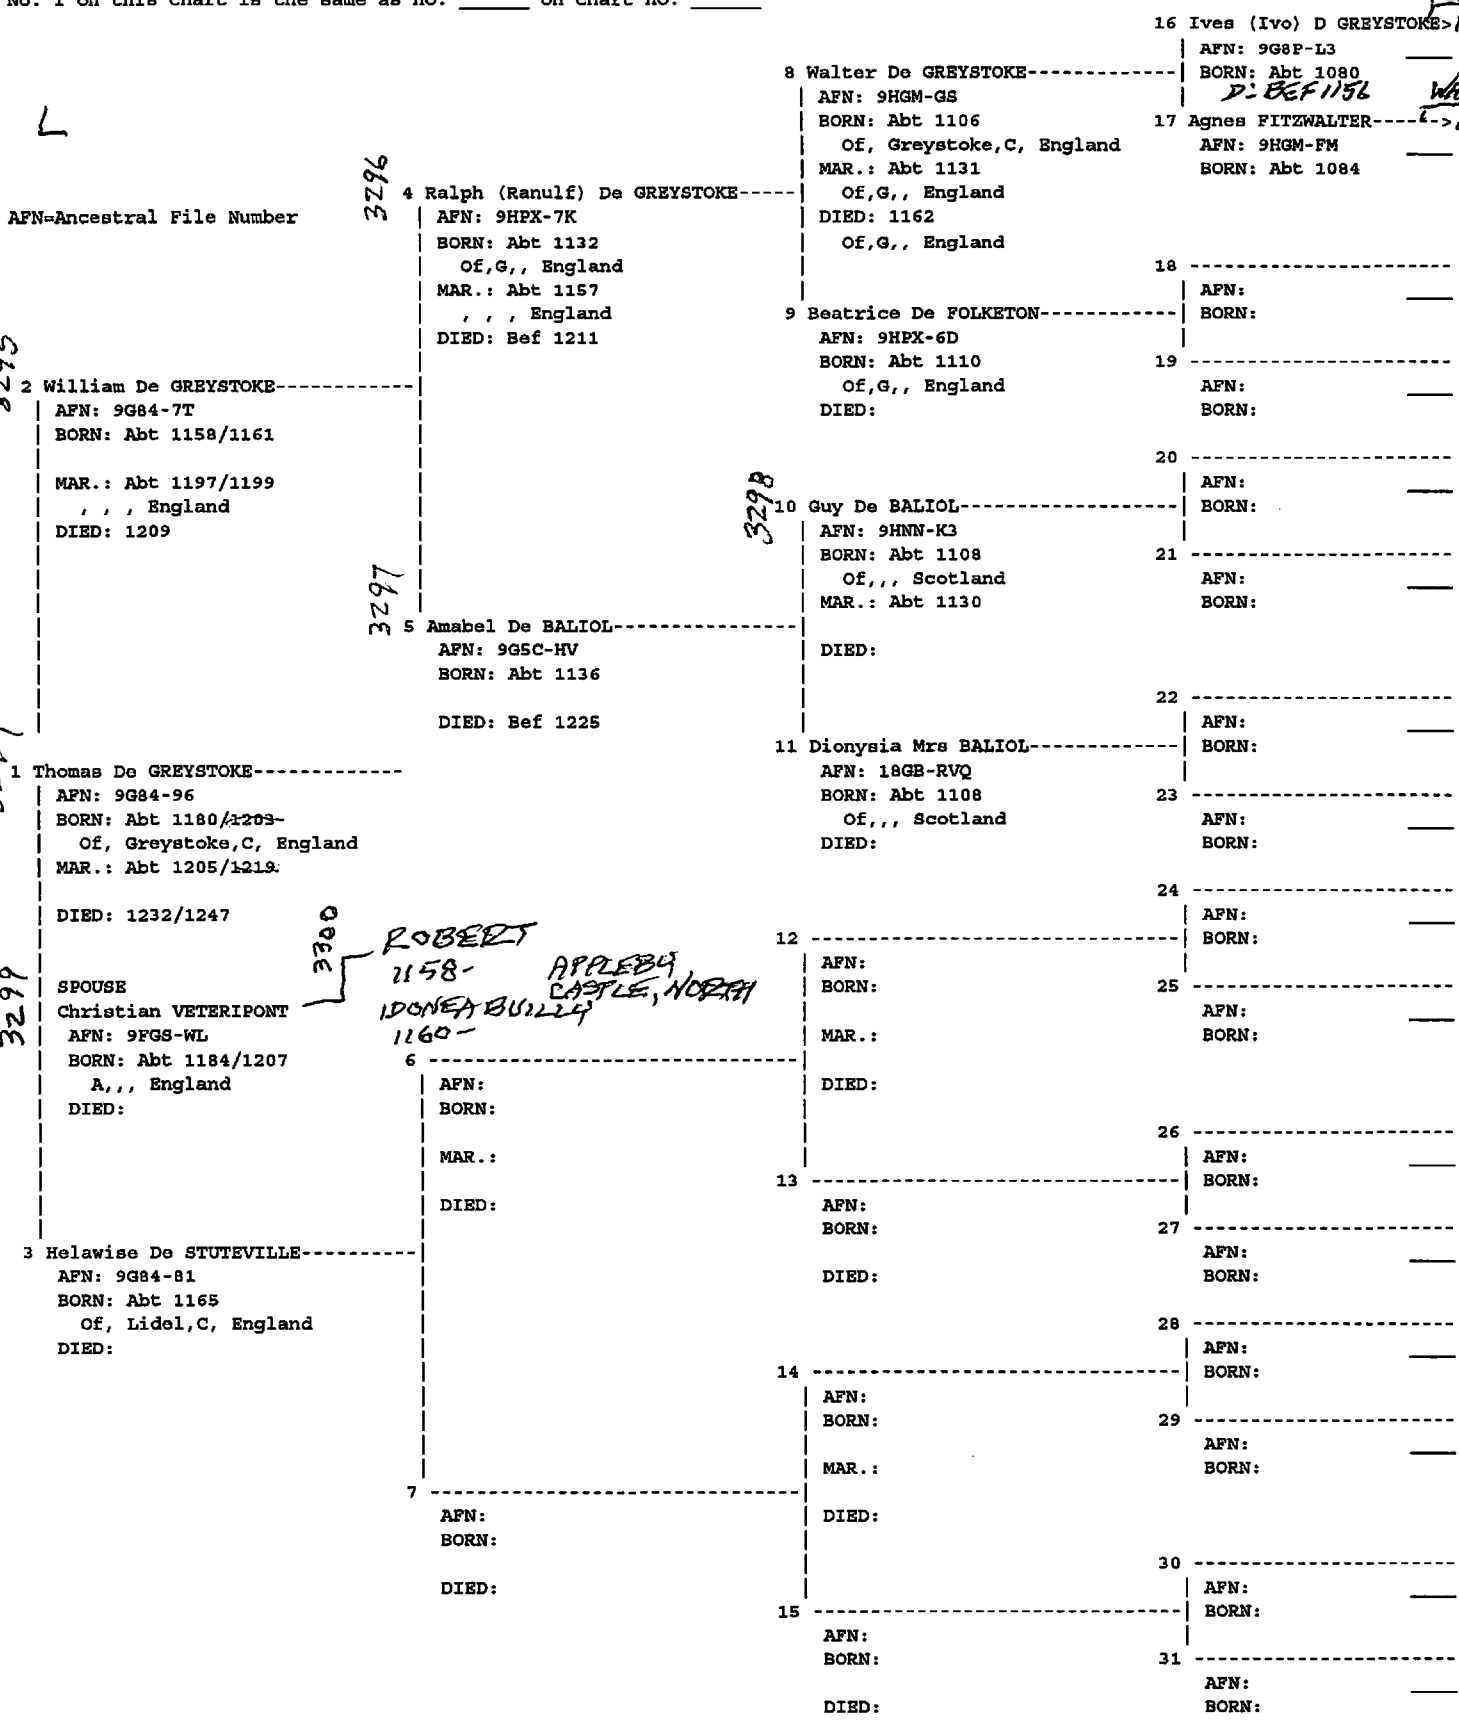 No. 1 on this chart is the same as no. ______ on chart no. ______
L
AFN=Ancestral File Number
16 Ives (Ivo) D GREYSTOKE>
AFN: 9G8P-L3
BORN: Abt 1080
D: BEF 1156
8 Walter De GREYSTOKE
AFN: 9HGM-GS
BORN: Abt 1106
Of, Greystoke,C, England
MAR.: Abt 1131
Of,G,, England
DIED: 1162
Of,G,, England
17 Agnes FITZWALTER---->
AFN: 9HGM-FM
BORN: Abt 1084
3296
4 Ralph (Ranulf) De GREYSTOKE
AFN: 9HPX-7K
BORN: Abt 1132
Of,G,, England
MAR.: Abt 1157
, , , England
DIED: Bef 1211
18
AFN:
BORN:
9 Beatrice De FOLKETON
AFN: 9HPX-6D
BORN: Abt 1110
Of,G,, England
DIED:
19
AFN:
BORN:
3295
2 William De GREYSTOKE
AFN: 9G84-7T
BORN: Abt 1158/1161
MAR.: Abt 1197/1199
, , , England
DIED: 1209
20
AFN:
BORN:
3298
10 Guy De BALIOL
AFN: 9HNN-K3
BORN: Abt 1108
Of,,, Scotland
MAR.: Abt 1130
DIED:
21
AFN:
BORN:
3297
5 Amabel De BALIOL
AFN: 9G5C-HV
BORN: Abt 1136
DIED: Bef 1225
22
AFN:
BORN:
11 Dionysia Mrs BALIOL
AFN: 18GB-RVQ
BORN: Abt 1108
Of,,, Scotland
DIED:
23
AFN:
BORN:
1 Thomas De GREYSTOKE
AFN: 9G84-96
BORN: Abt 1180/1203
Of, Greystoke,C, England
MAR.: Abt 1205/1219
DIED: 1232/1247
3299
SPOUSE
Christian VETERIPONT
AFN: 9FGS-WL
BORN: Abt 1184/1207
A,,, England
DIED:
3300
ROBERT
1158-
APPLEBY
CASTLE, NORTH
IDONEA BUILLY
1160-
24
AFN:
BORN:
12
AFN:
BORN:
MAR.:
DIED:
25
AFN:
BORN:
6
AFN:
BORN:
MAR.:
DIED:
26
AFN:
BORN:
13
AFN:
BORN:
DIED:
27
AFN:
BORN:
3 Helawise De STUTEVILLE
AFN: 9G84-81
BORN: Abt 1165
Of, Lidel,C, England
DIED:
28
AFN:
BORN:
14
AFN:
BORN:
MAR.:
DIED:
29
AFN:
BORN:
7
AFN:
BORN:
DIED:
30
AFN:
BORN:
15
AFN:
BORN:
DIED:
31
AFN:
BORN: